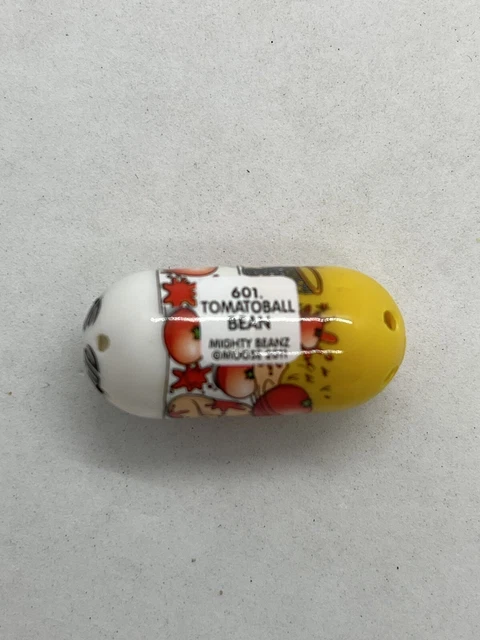 601.
TOMATOBALL
BEAN
MIGHTY BEANZ
©MOOSE 2011